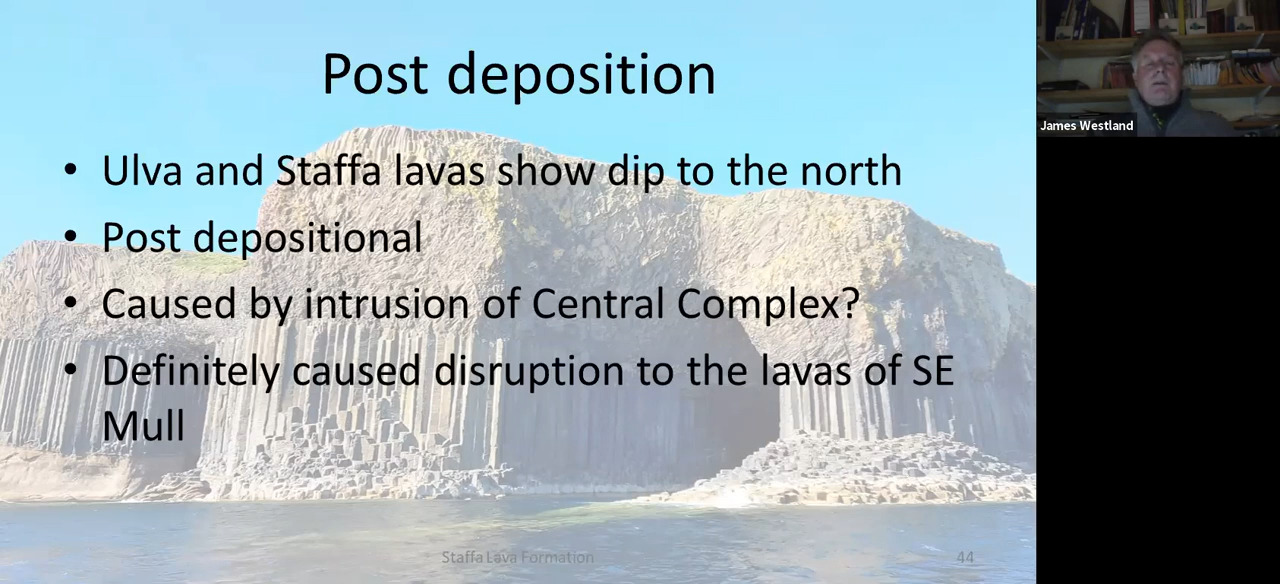 Post deposition
• Ulva and Staffa lavas show dip to the north
• Post depositional
• Caused by intrusion of Central Complex?
• Definitely caused disruption to the lavas of SE
Mull
Staffa Lava Formation
44
James Westland